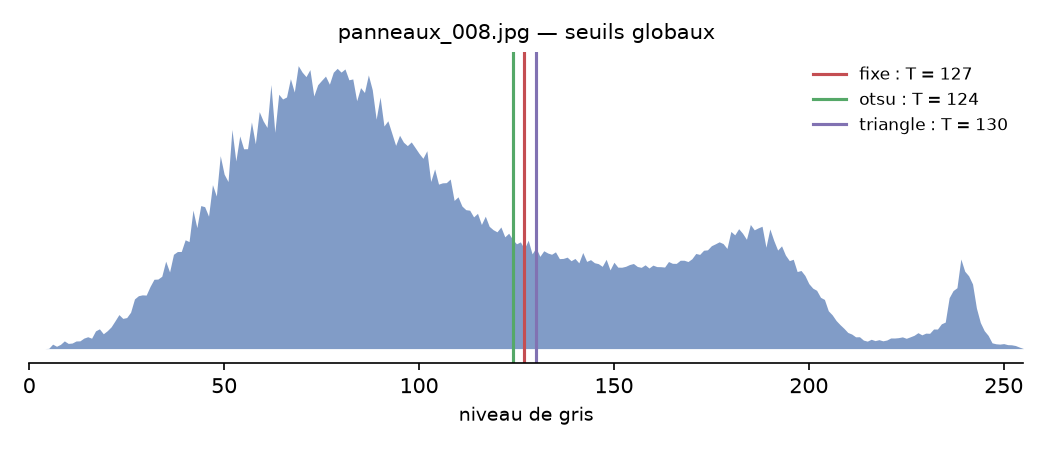 panneaux_008.jpg — seuils globaux
fixe : T = 127
otsu : T = 124
triangle : T = 130
0 50 100 150 200 250
niveau de gris